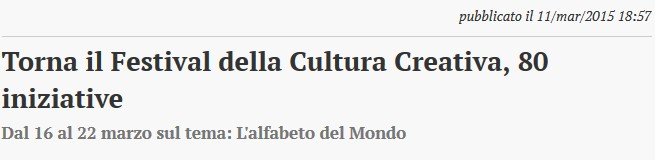 pubblicato il 11/mar/2015 18:57
Torna il Festival della Cultura Creativa, 80
iniziative
Dal 16 al 22 marzo sul tema: L'alfabeto del Mondo